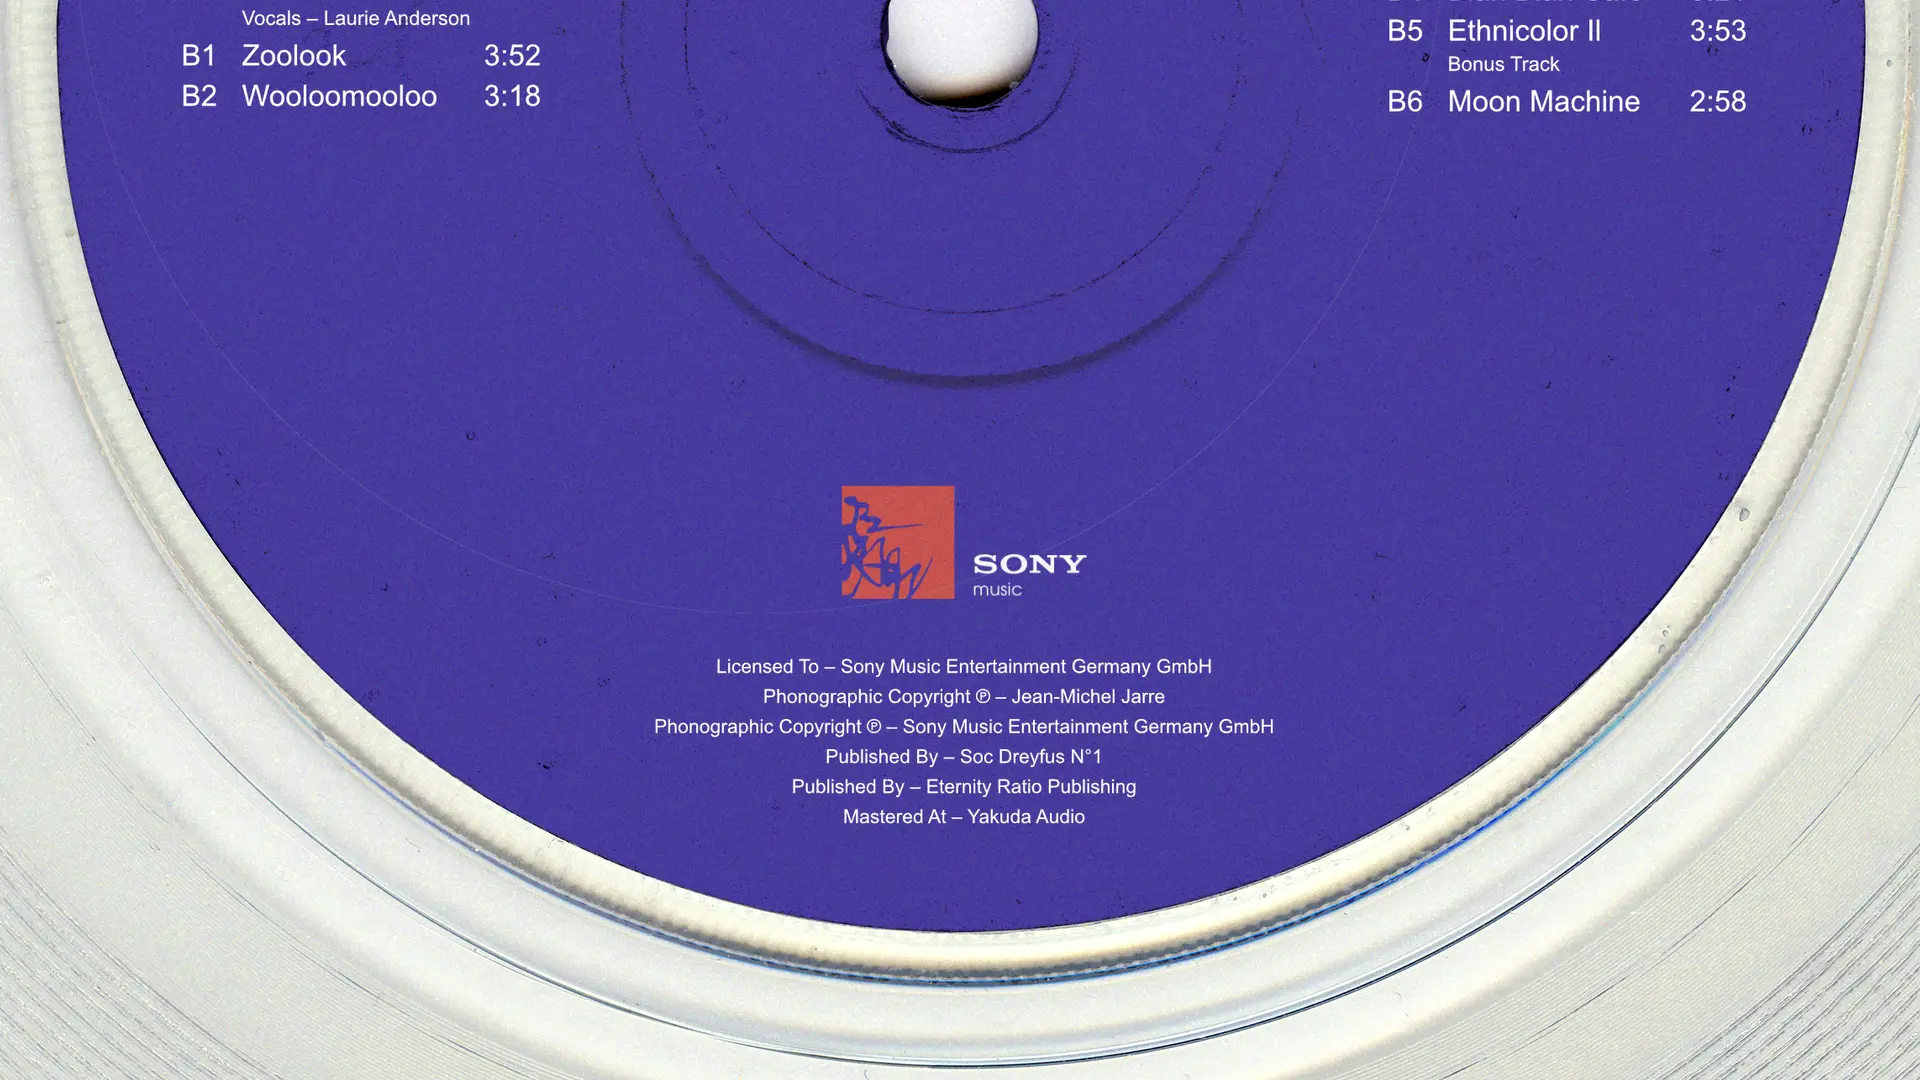 Vocals – Laurie Anderson
B1 Zoolook 3:52
B2 Wooloomooloo 3:18
B5 Ethnicolor II 3:53
Bonus Track
B6 Moon Machine 2:58
SONY
music
Licensed To – Sony Music Entertainment Germany GmbH
Phonographic Copyright ℗ – Jean-Michel Jarre
Phonographic Copyright ℗ – Sony Music Entertainment Germany GmbH
Published By – Soc Dreyfus N°1
Published By – Eternity Ratio Publishing
Mastered At – Yakuda Audio